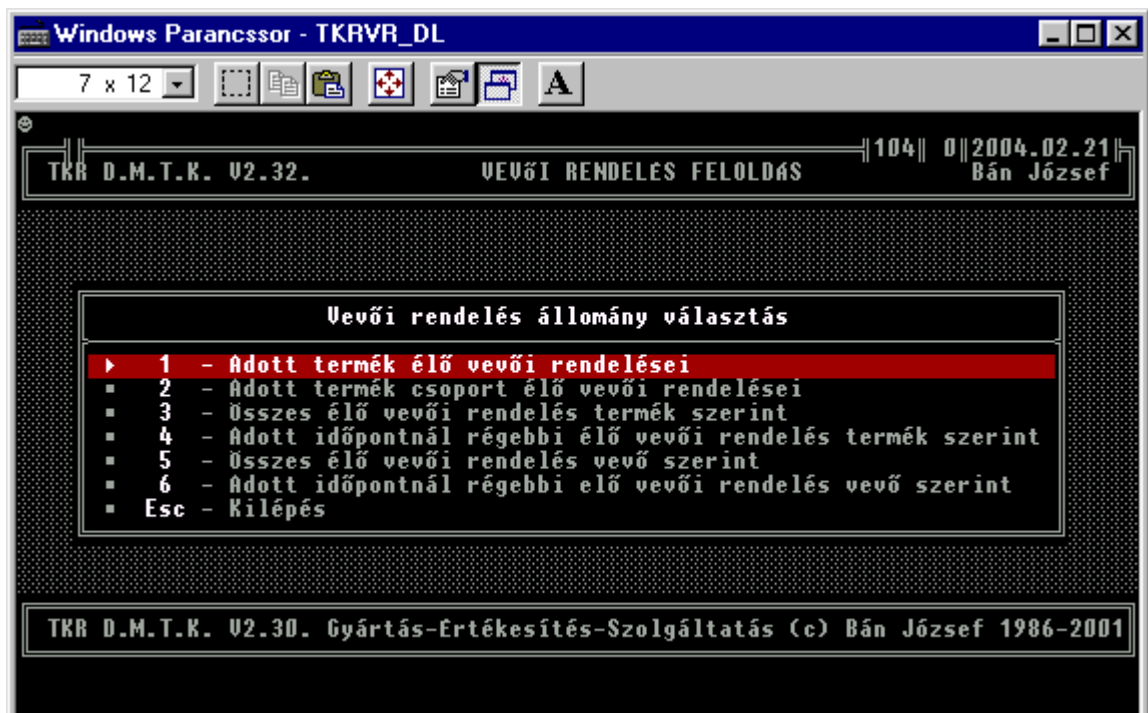 Windows Parancssor - TKRVR_DL
7 x 12
A
104 0 2004.02.21
TKR D.M.T.K. V2.32. VEVőI RENDELÉS FELOLDÁS Bán József
Vevői rendelés állomány választás
1 - Adott termék élő vevői rendelései
2 - Adott termék csoport élő vevői rendelései
3 - Összes élő vevői rendelés termék szerint
4 - Adott időpontnál régebbi élő vevői rendelés termék szerint
5 - Összes élő vevői rendelés vevő szerint
6 - Adott időpontnál régebbi elő vevői rendelés vevő szerint
Esc - Kilépés
TKR D.M.T.K. V2.30. Gyártás-Értékesítés-Szolgáltatás (c) Bán József 1986-2001